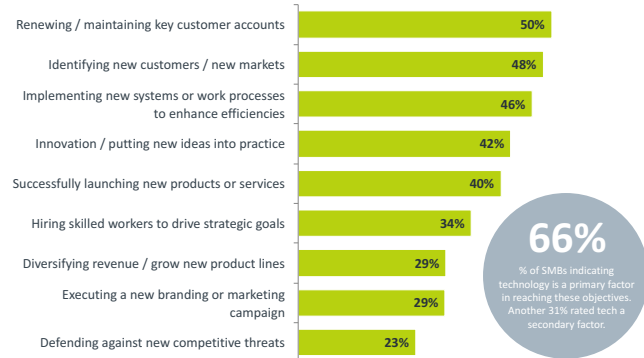 Renewing / maintaining key customer accounts
50%
Identifying new customers / new markets
48%
Implementing new systems or work processes
to enhance efficiencies
46%
Innovation / putting new ideas into practice
42%
Successfully launching new products or services
40%
Hiring skilled workers to drive strategic goals
34%
Diversifying revenue / grow new product lines
29%
Executing a new branding or marketing
campaign
29%
Defending against new competitive threats
23%
66%
% of SMBs indicating
technology is a primary factor
in reaching these objectives.
Another 31% rated tech a
secondary factor.